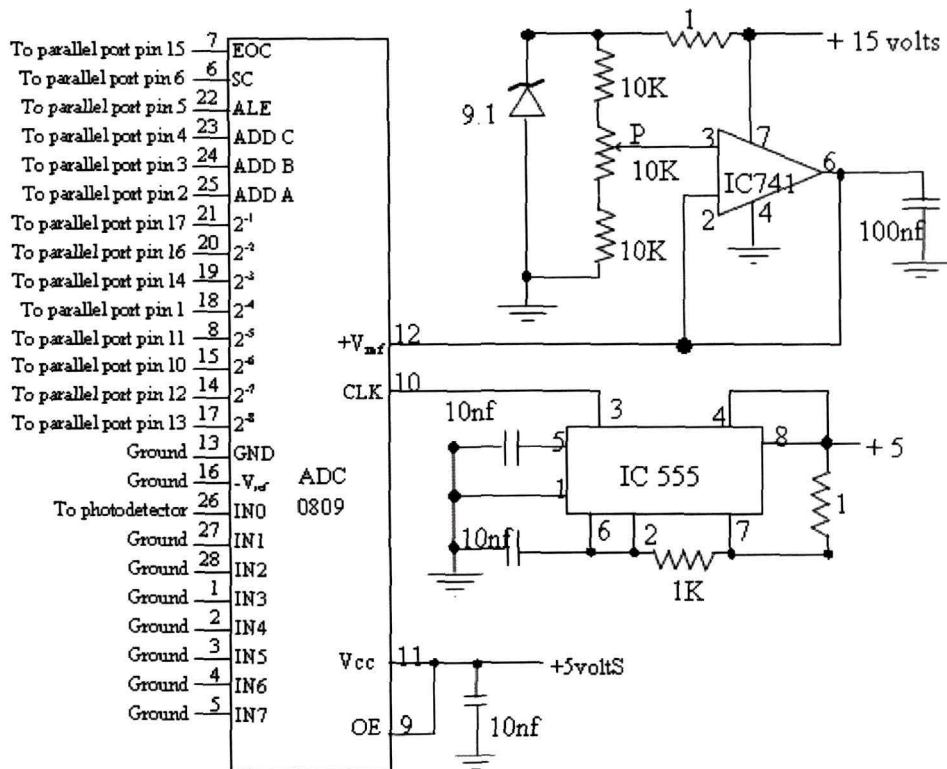 To parallel port pin 15 7 EOC
To parallel port pin 6 6 SC
To parallel port pin 5 22 ALE
To parallel port pin 4 23 ADD C
To parallel port pin 3 24 ADD B
To parallel port pin 2 25 ADD A
To parallel port pin 17 21 2⁻¹
To parallel port pin 16 20 2⁻²
To parallel port pin 14 19 2⁻³
To parallel port pin 1 18 2⁻⁴
To parallel port pin 11 8 2⁻⁵
To parallel port pin 10 15 2⁻⁶
To parallel port pin 12 14 2⁻⁷
To parallel port pin 13 17 2⁻⁸
Ground 13 GND
Ground 16 -Vref
To photodetector 26 IN0
Ground 27 IN1
Ground 28 IN2
Ground 1 IN3
Ground 2 IN4
Ground 3 IN5
Ground 4 IN6
Ground 5 IN7
ADC
0809
+Vref 12
CLK 10
Vcc 11
OE 9
1
+ 15 volts
9.1
10K
P
10K
10K
3
7
IC741
6
2
4
100nf
10nf
3
4
5
8
+ 5
IC 555
1
1
10nf
6
2
7
1K
+5voltS
10nf